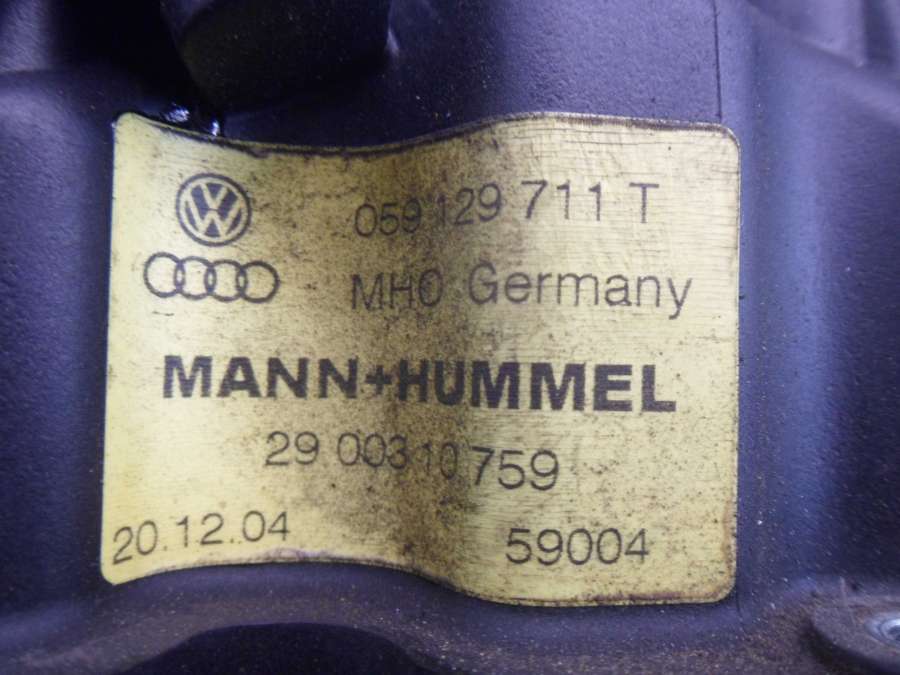 059 129 711 T
MHO Germany
MANN+HUMMEL
29 003 10 759
20.12.04 59004